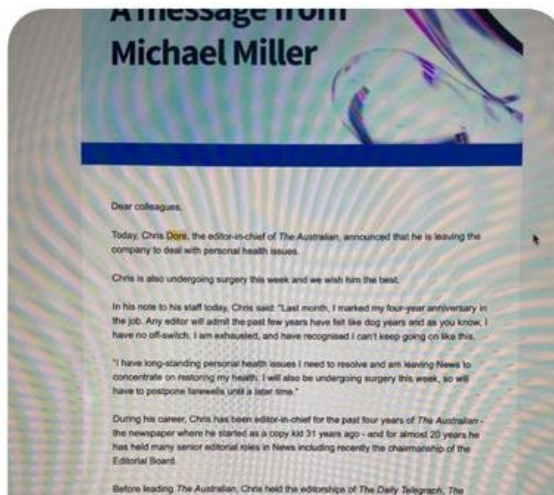 A message from
Michael Miller
Dear colleagues,
Today, Chris Dore, the editor-in-chief of The Australian, announced that he is leaving the
company to deal with personal health issues.
Chris is also undergoing surgery this week and we wish him the best.
In his note to his staff today, Chris said: "Last month, I marked my four-year anniversary in
the job. Any editor will admit the past few years have felt like dog years and as you know, I
have no off-switch. I am exhausted, and have recognised I can't keep going on like this.
"I have long-standing personal health issues I need to resolve and am leaving News to
concentrate on restoring my health. I will also be undergoing surgery this week, so will
have to postpone farewells until a later time."
During his career, Chris has been editor-in-chief for the past four years of The Australian -
the newspaper where he started as a copy kid 31 years ago - and for almost 20 years he
has held many senior editorial roles in News including recently the chairmanship of the
Editorial Board.
Before leading The Australian, Chris held the editorships of The Daily Telegraph, The